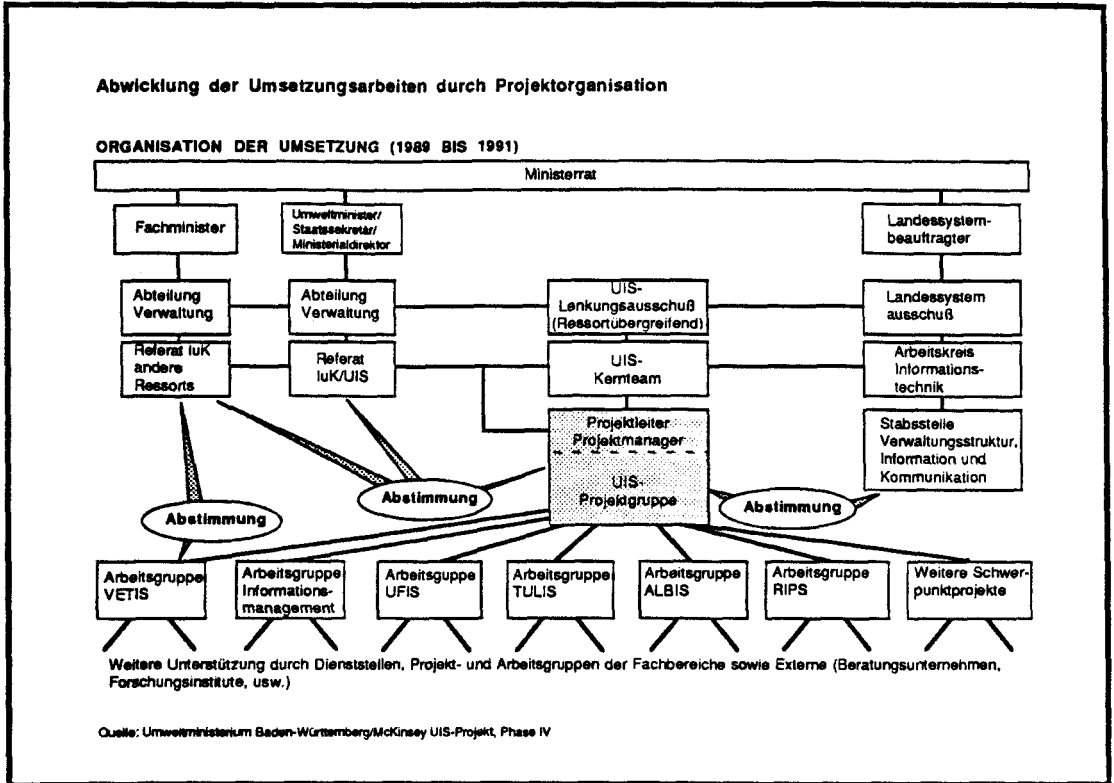 Abwicklung der Umsetzungsarbeiten durch Projektorganisation
ORGANISATION DER UMSETZUNG (1989 BIS 1991)
Ministerrat
Fachminister
Umweltminister/
Staatssekretär/
Ministerialdirektor
Landessystem-
beauftragter
Abteilung
Verwaltung
Abteilung
Verwaltung
UIS-
Lenkungsausschuß
(Ressortübergreifend)
Landessystem
ausschuß
Referat IuK
andere
Ressorts
Referat
IuK/UIS
UIS-
Kernteam
Arbeitskreis
Informations-
technik
Projektleiter
Projektmanager
UIS-
Projektgruppe
Stabsstelle
Verwaltungsstruktur,
Information und
Kommunikation
Abstimmung
Abstimmung
Abstimmung
Arbeitsgruppe
VETIS
Arbeitsgruppe
Informations-
management
Arbeitsguppe
UFIS
Arbeitsgruppe
TULIS
Arbeitsgruppe
ALBIS
Arbeitsgruppe
RIPS
Weitere Schwer-
punktprojekte
Weitere Unterstützung durch Dienststellen, Projekt- und Arbeitsgruppen der Fachbereiche sowie Externe (Beratungsunternehmen,
Forschungsinstitute, usw.)
Quelle: Umweltministerium Baden-Württemberg/McKinsey UIS-Projekt, Phase IV